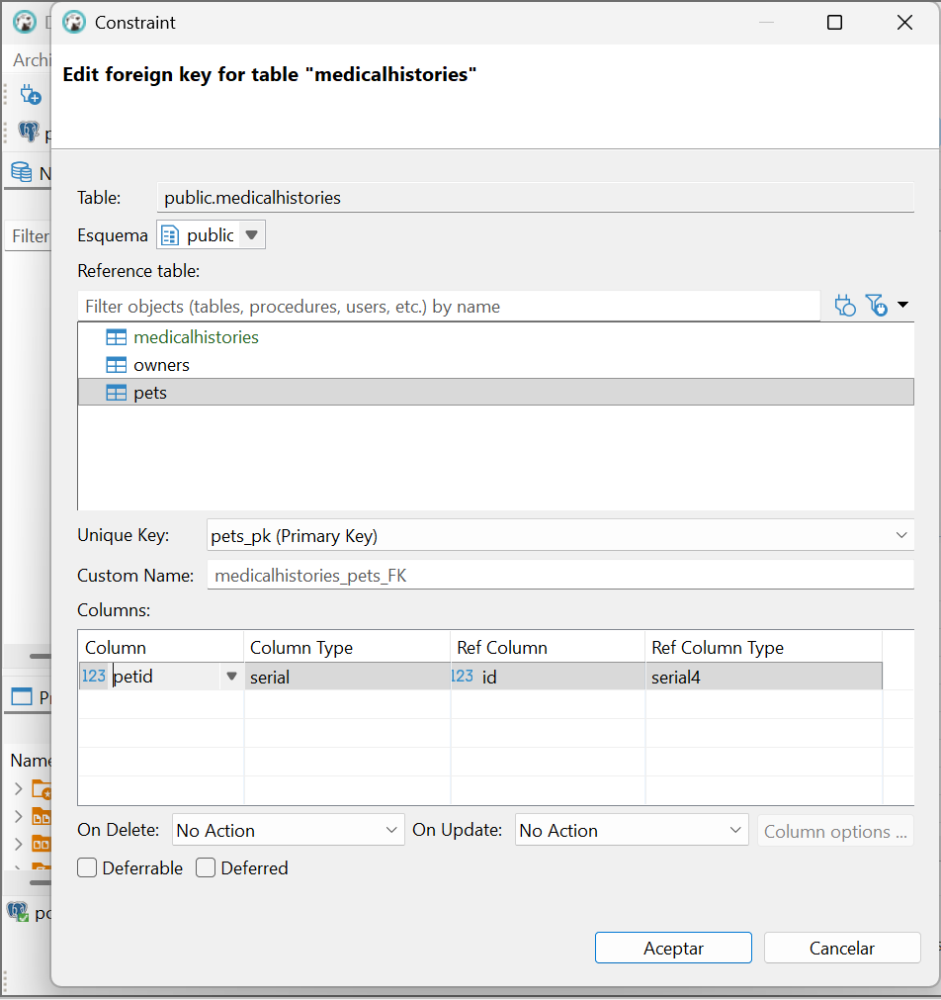 Constraint
Archi
Edit foreign key for table "medicalhistories"
p
N
Table: public.medicalhistories
Esquema public
Filter
Reference table:
Filter objects (tables, procedures, users, etc.) by name
medicalhistories
owners
pets
Unique Key: pets_pk (Primary Key)
Custom Name: medicalhistories_pets_FK
Columns:
Column Column Type Ref Column Ref Column Type
123 petid serial 123 id serial4
Name
On Delete: No Action On Update: No Action Column options ...
Deferrable Deferred
Aceptar Cancelar